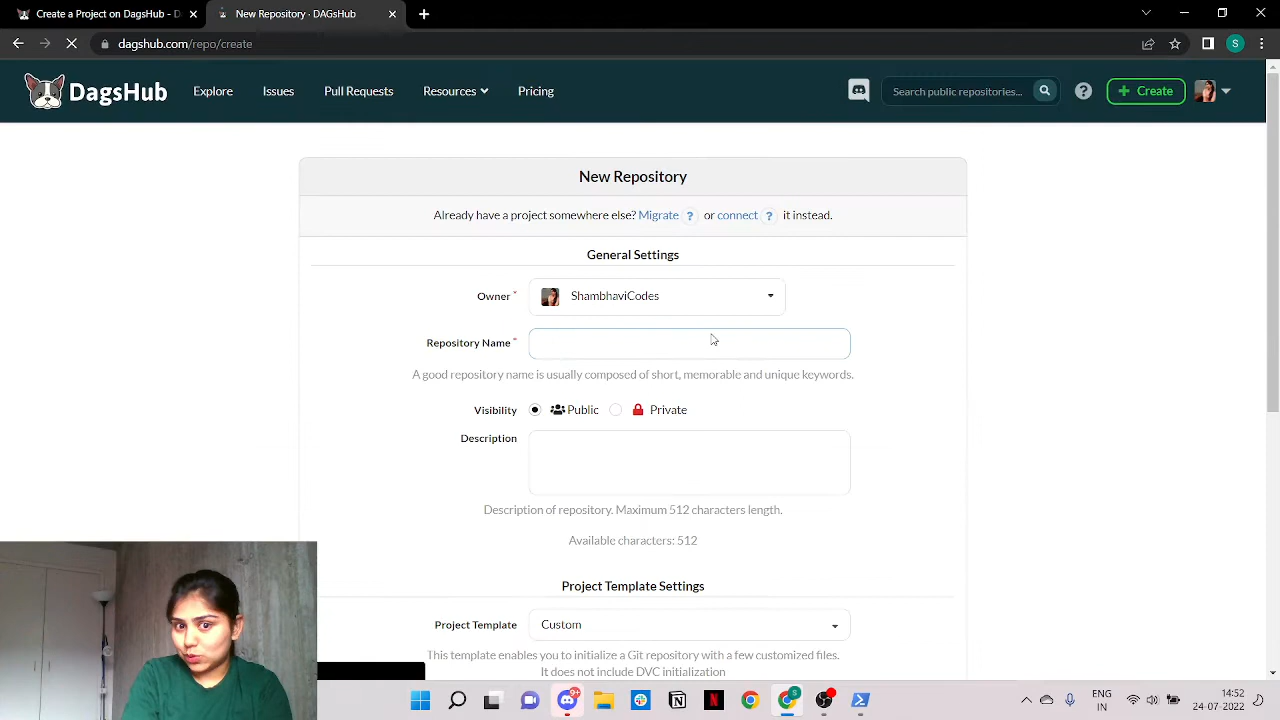 Create a Project on DagsHub - D
New Repository · DAGsHub
dagshub.com/repo/create
DagsHub
Explore
Issues
Pull Requests
Resources
Pricing
Search public repositories...
+ Create
New Repository
Already have a project somewhere else? Migrate ? or connect ? it instead.
General Settings
Owner *
ShambhaviCodes
Repository Name *
A good repository name is usually composed of short, memorable and unique keywords.
Visibility
Public
Private
Description
Description of repository. Maximum 512 characters length.
Available characters: 512
Project Template Settings
Project Template
Custom
This template enables you to initialize a Git repository with a few customized files.
It does not include DVC initialization
ENG
IN
14:52
24-07-2022